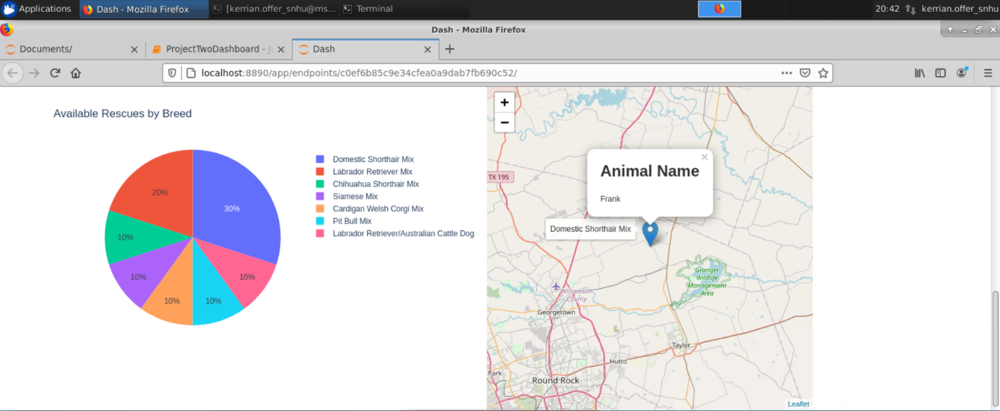 Applications
Dash - Mozilla Firefox
[kerrian.offer_snhu@ms...
Terminal
20:42
kerrian.offer_snhu
Dash - Mozilla Firefox
Documents/
ProjectTwoDashboard -
Dash
localhost:8890/app/endpoints/c0ef6b85c9e34cfea0a9dab7fb690c52/
Available Rescues by Breed
30%
20%
10%
10%
10%
10%
10%
Domestic Shorthair Mix
Labrador Retriever Mix
Chihuahua Shorthair Mix
Siamese Mix
Cardigan Welsh Corgi Mix
Pit Bull Mix
Labrador Retriever/Australian Cattle Dog
+
−
TX 195
Animal Name
Frank
Domestic Shorthair Mix
Granger
Wildlife
Management
Area
Williamson
County
Georgetown
Taylor
Hutto
Park
Round Rock
Leaflet